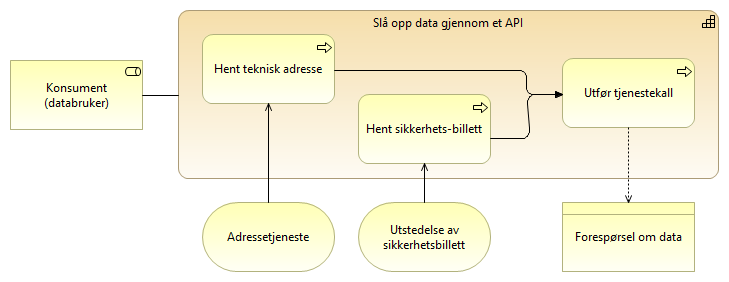 Slå opp data gjennom et API
Hent teknisk adresse
Utfør tjenestekall
Konsument
(databruker)
Hent sikkerhets-billett
Adressetjeneste
Utstedelse av
sikkerhetsbillett
Forespørsel om data